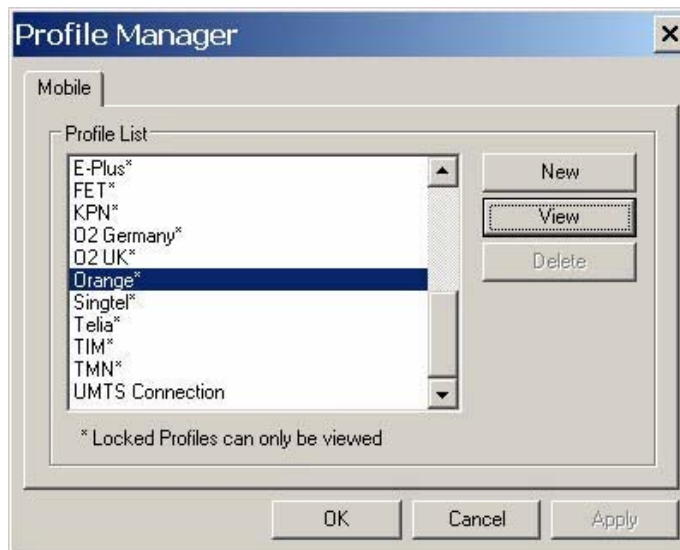 Profile Manager
Mobile
Profile List
E-Plus*
FET*
KPN*
O2 Germany*
O2 UK*
Orange*
Singtel*
Telia*
TIM*
TMN*
UMTS Connection
New
View
Delete
* Locked Profiles can only be viewed
OK
Cancel
Apply